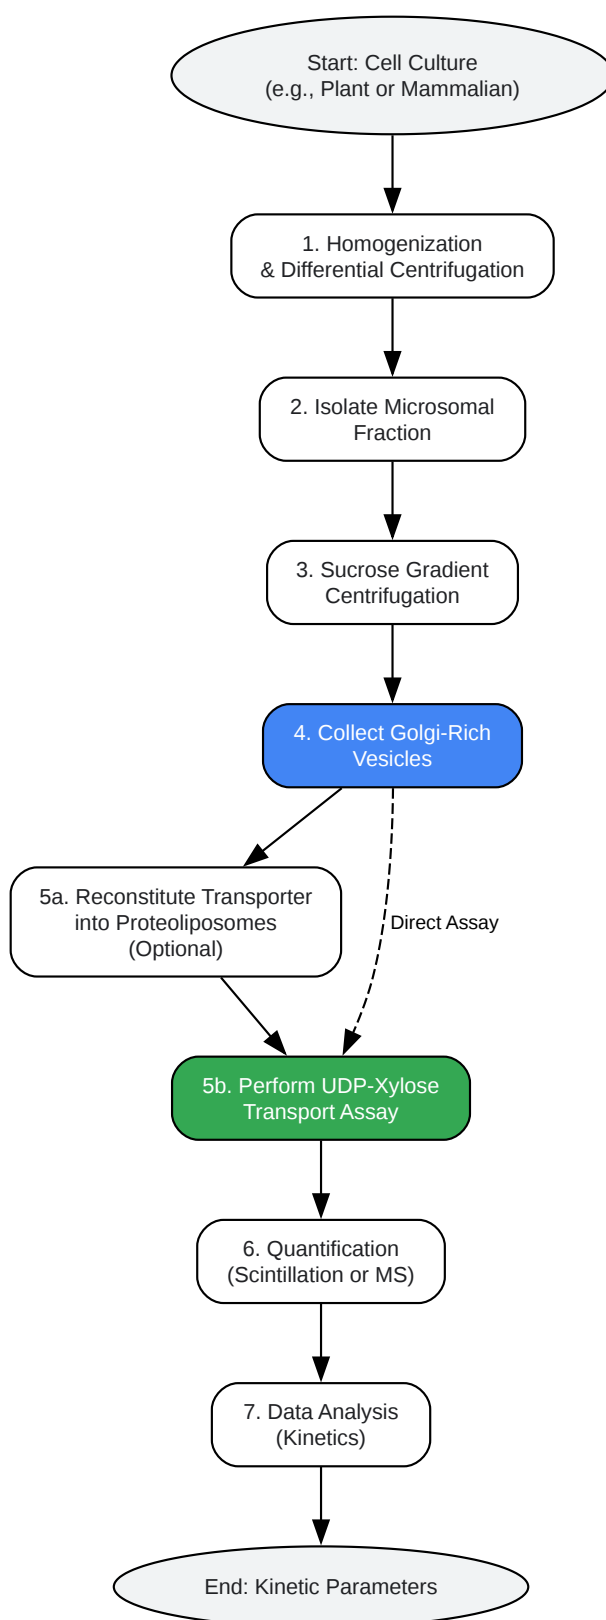 Start: Cell Culture
(e.g., Plant or Mammalian)
1. Homogenization
& Differential Centrifugation
2. Isolate Microsomal
Fraction
3. Sucrose Gradient
Centrifugation
4. Collect Golgi-Rich
Vesicles
5a. Reconstitute Transporter
into Proteoliposomes
(Optional)
Direct Assay
5b. Perform UDP-Xylose
Transport Assay
6. Quantification
(Scintillation or MS)
7. Data Analysis
(Kinetics)
End: Kinetic Parameters